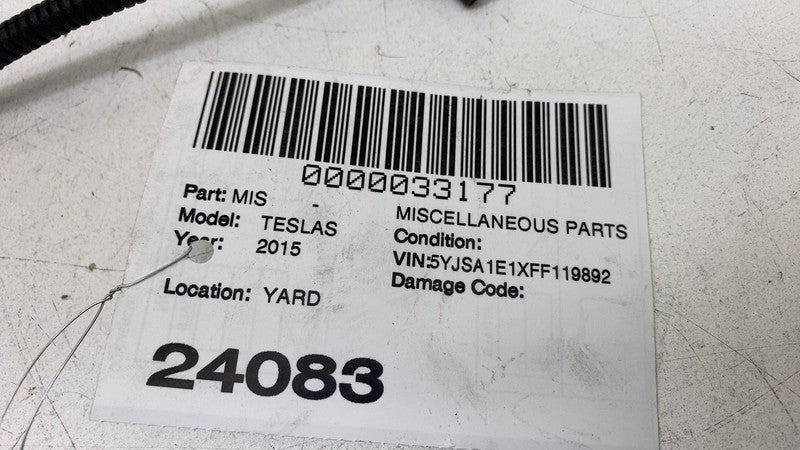 0000033177
Part: MIS - MISCELLANEOUS PARTS
Model: TESLAS Condition:
Year: 2015 VIN:5YJSA1E1XFF119892
Location: YARD Damage Code:
24083